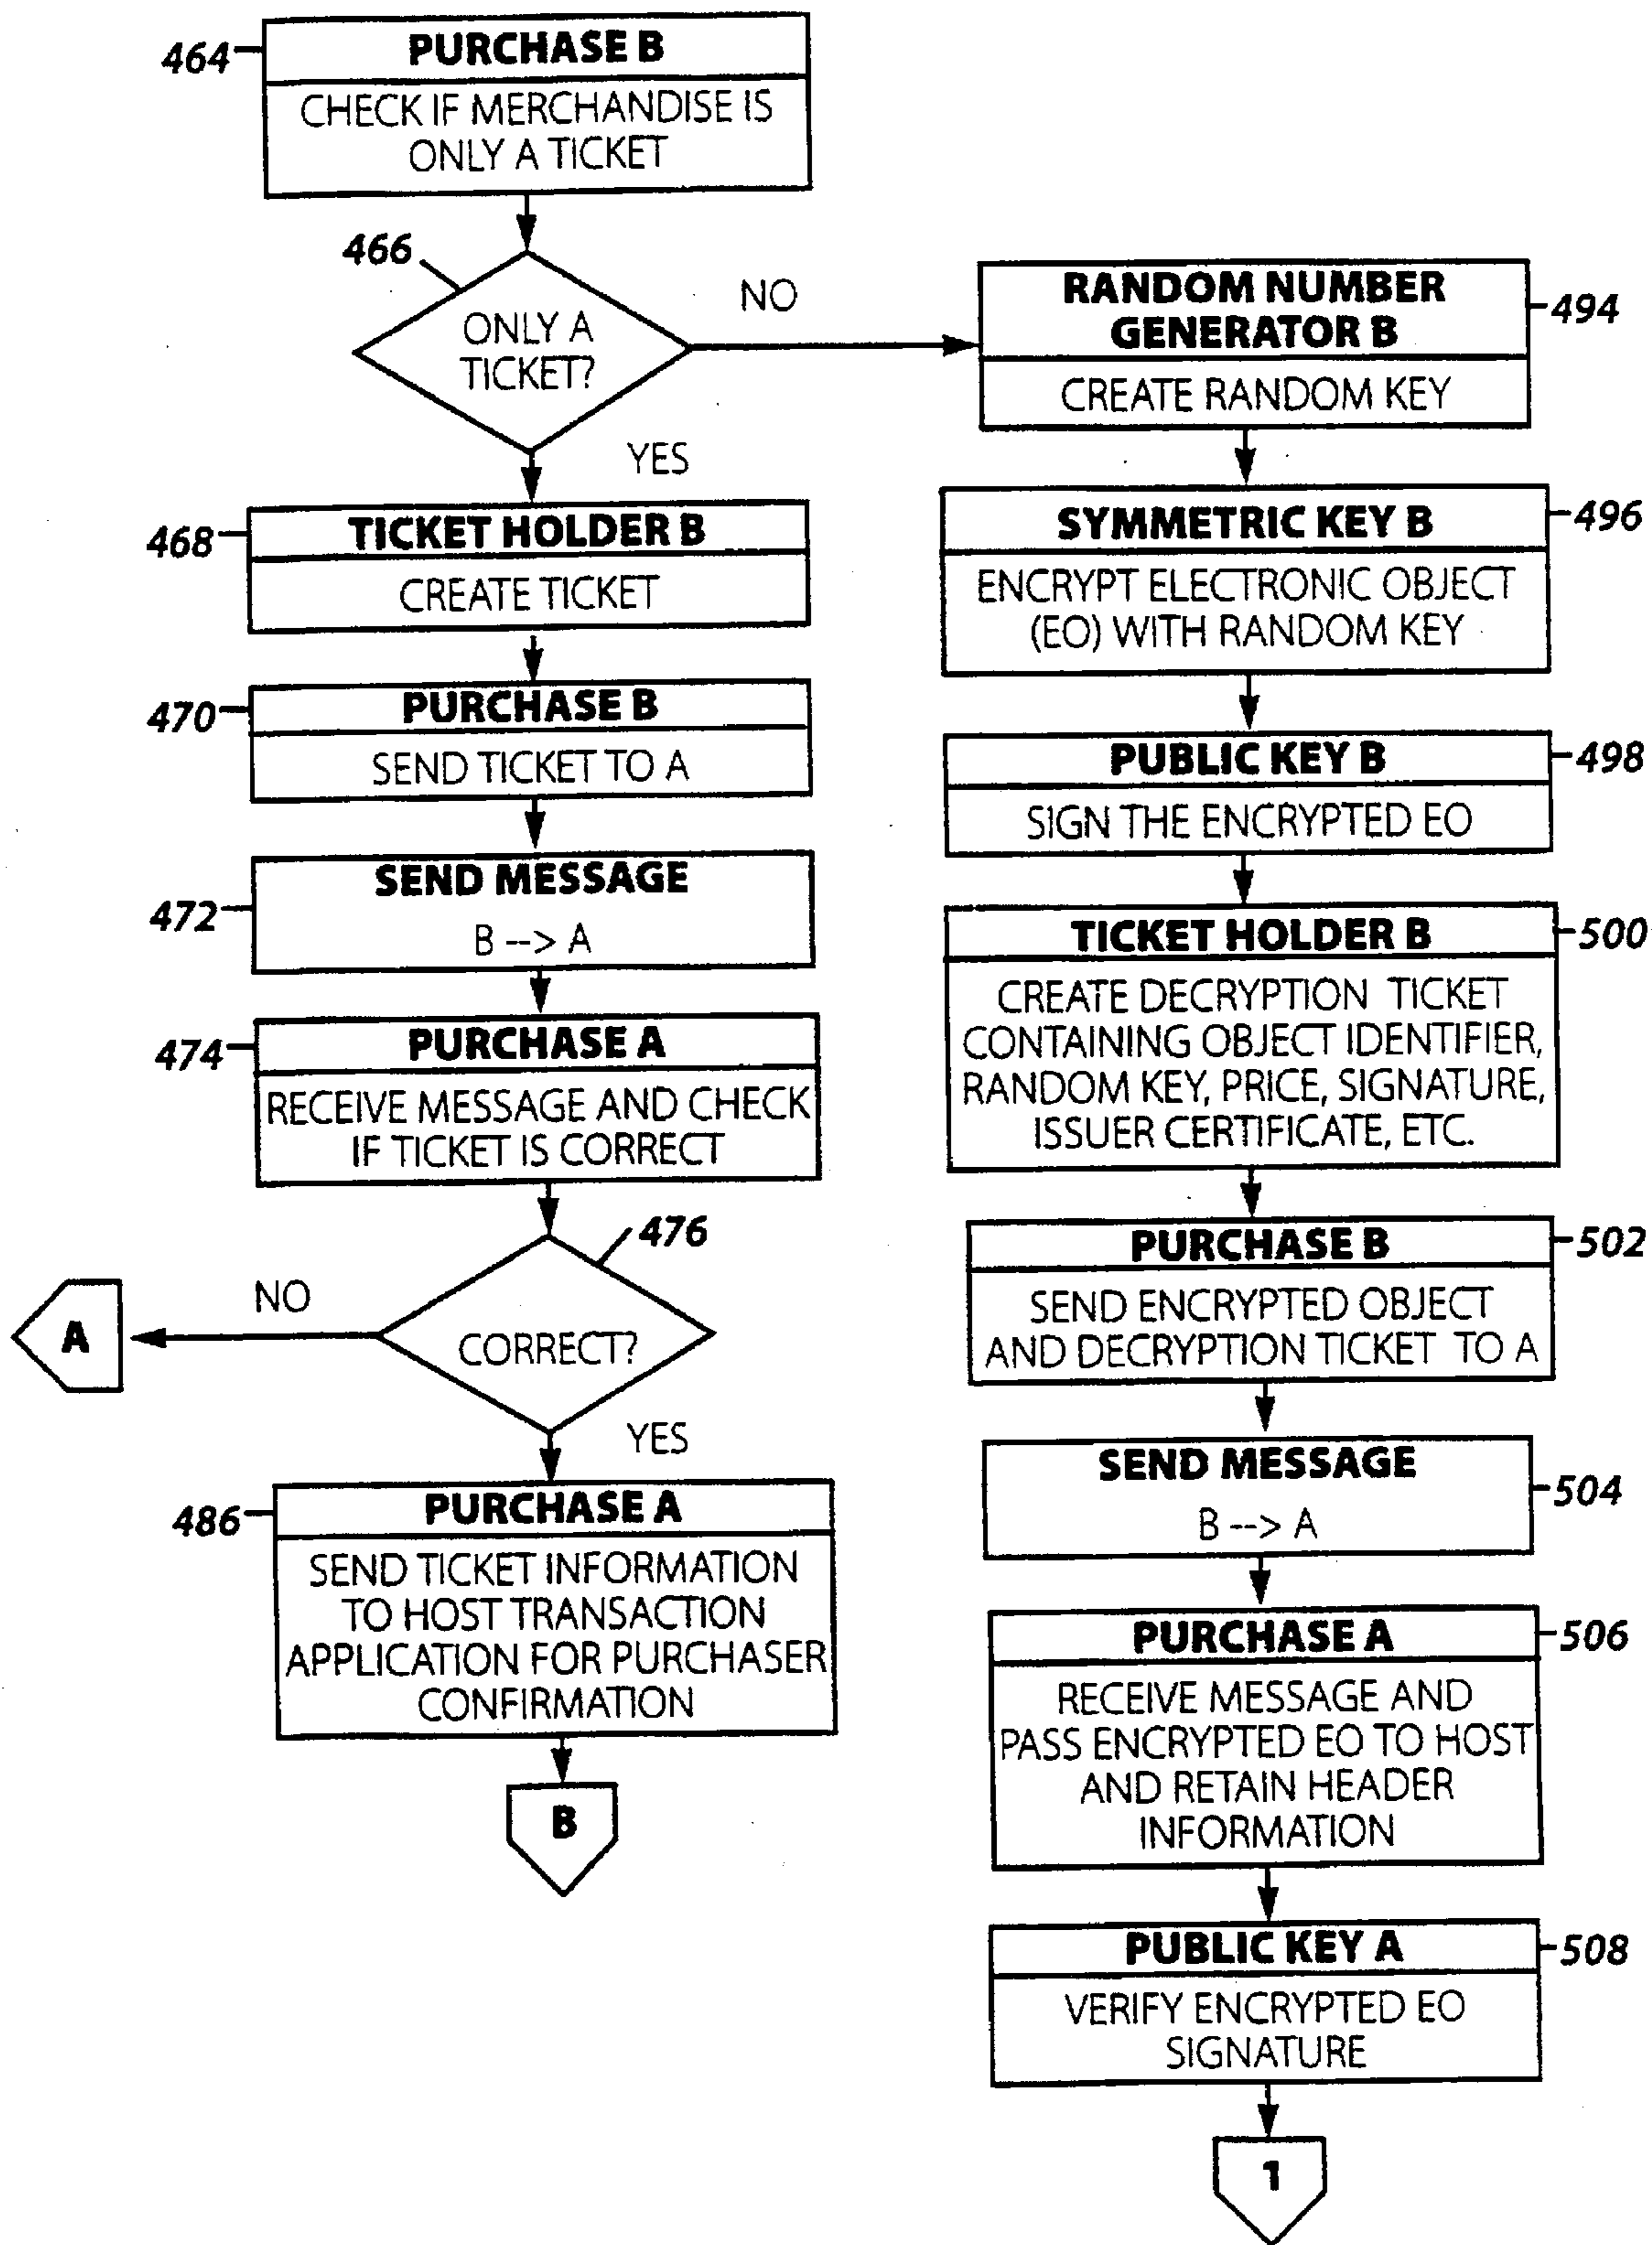 464
PURCHASE B
CHECK IF MERCHANDISE IS
ONLY A TICKET
466
ONLY A
TICKET?
NO
YES
468
TICKET HOLDER B
CREATE TICKET
470
PURCHASE B
SEND TICKET TO A
472
SEND MESSAGE
B --> A
474
PURCHASE A
RECEIVE MESSAGE AND CHECK
IF TICKET IS CORRECT
476
CORRECT?
NO
A
YES
486
PURCHASE A
SEND TICKET INFORMATION
TO HOST TRANSACTION
APPLICATION FOR PURCHASER
CONFIRMATION
B
RANDOM NUMBER
GENERATOR B
494
CREATE RANDOM KEY
SYMMETRIC KEY B
496
ENCRYPT ELECTRONIC OBJECT
(EO) WITH RANDOM KEY
PUBLIC KEY B
498
SIGN THE ENCRYPTED EO
TICKET HOLDER B
500
CREATE DECRYPTION TICKET
CONTAINING OBJECT IDENTIFIER,
RANDOM KEY, PRICE, SIGNATURE,
ISSUER CERTIFICATE, ETC.
PURCHASE B
502
SEND ENCRYPTED OBJECT
AND DECRYPTION TICKET TO A
SEND MESSAGE
504
B --> A
PURCHASE A
506
RECEIVE MESSAGE AND
PASS ENCRYPTED EO TO HOST
AND RETAIN HEADER
INFORMATION
PUBLIC KEY A
508
VERIFY ENCRYPTED EO
SIGNATURE
1